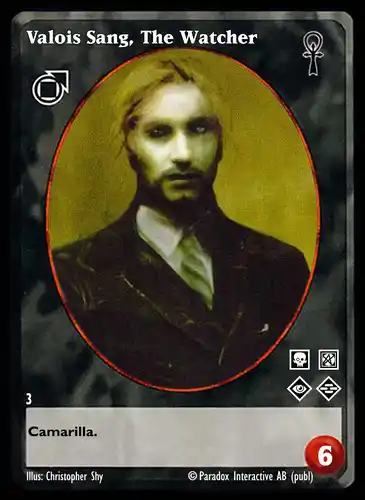 Valois Sang, The Watcher
3
Camarilla.
6
Illus: Christopher Shy
© Paradox Interactive AB (publ)